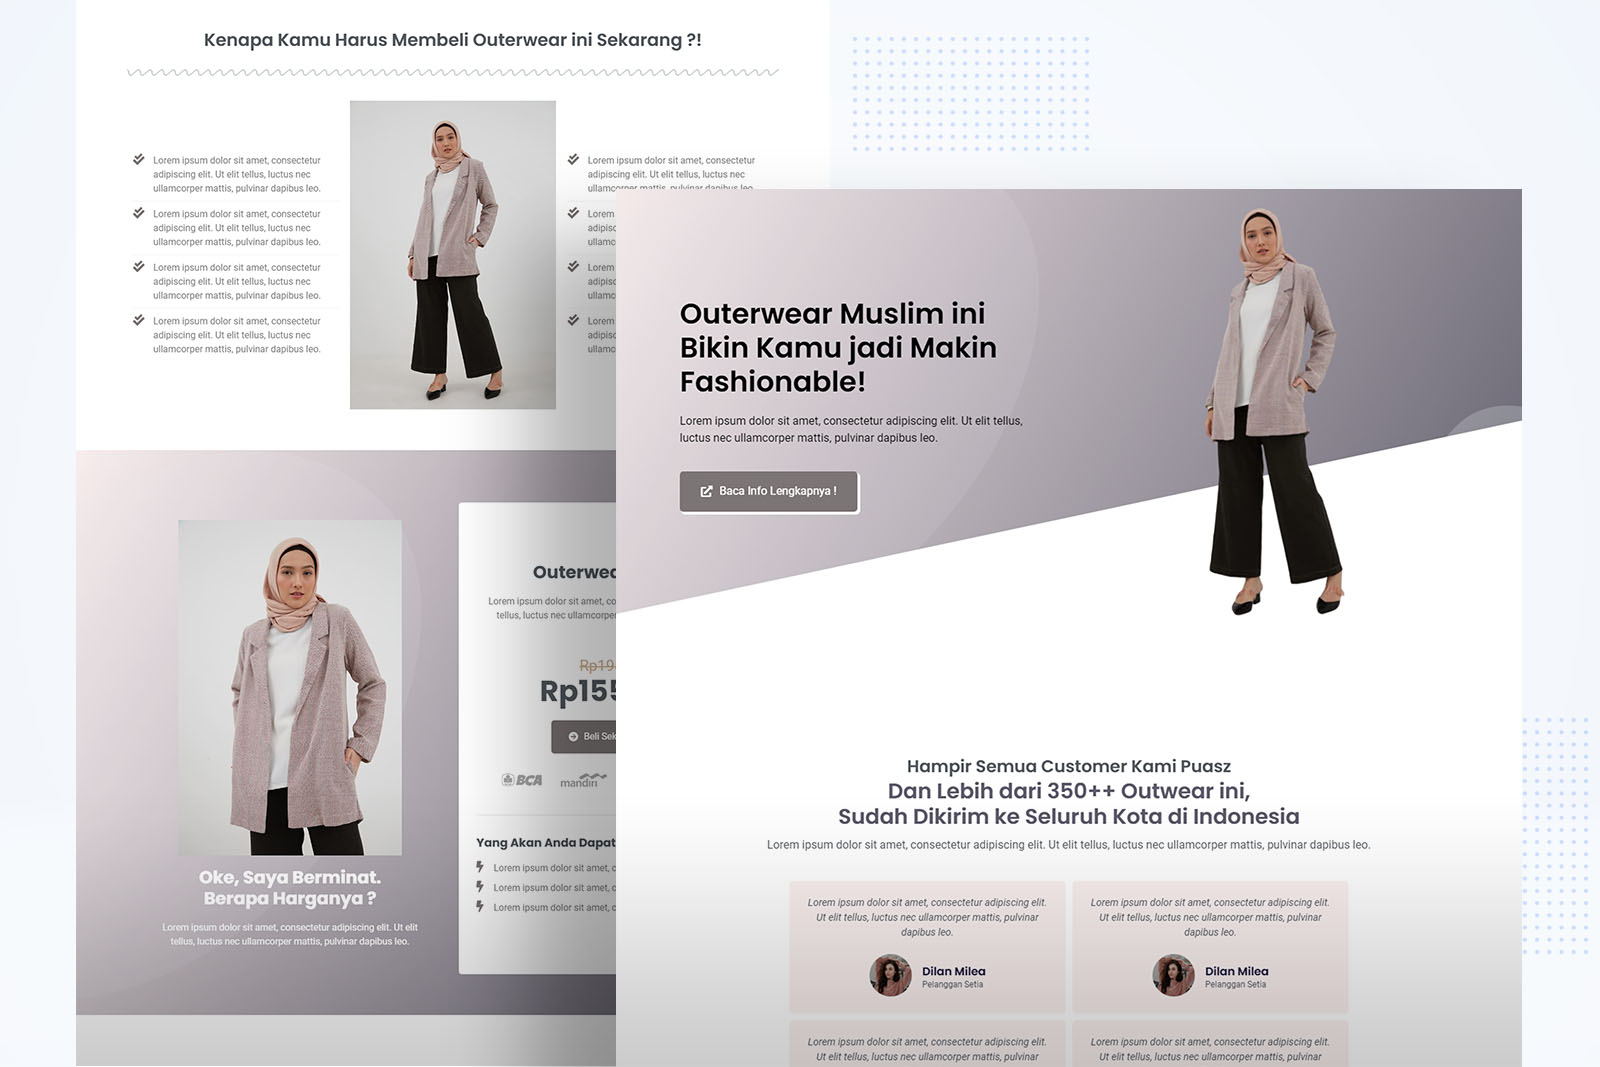 Kenapa Kamu Harus Membeli Outerwear ini Sekarang ?!
Lorem ipsum dolor sit amet, consectetur
adipiscing elit. Ut elit tellus, luctus nec
ullamcorper mattis, pulvinar dapibus leo.
Lorem ipsum dolor sit amet, consectetur
adipiscing elit. Ut elit tellus, luctus nec
ullamcorper mattis, pulvinar dapibus leo.
Lorem ipsum dolor sit amet, consectetur
adipiscing elit. Ut elit tellus, luctus nec
ullamcorper mattis, pulvinar dapibus leo.
Lorem ipsum dolor sit amet, consectetur
adipiscing elit. Ut elit tellus, luctus nec
ullamcorper mattis, pulvinar dapibus leo.
Lorem ipsum dolor sit amet, consectetur
adipiscing elit. Ut elit tellus, luctus nec
ullamcorper mattis, pulvinar dapibus leo.
Lorem
adipisc
ullamc
Lorem
adipisc
ullamc
Lorem
adipisc
ullamc
Oke, Saya Berminat.
Berapa Harganya ?
Lorem ipsum dolor sit amet, consectetur adipiscing elit. Ut elit
tellus, luctus nec ullamcorper mattis, pulvinar dapibus leo.
Outerwea
Lorem ipsum dolor sit amet, co
tellus, luctus nec ullamcorper
Rp19
Rp155
Beli Sek
BCA
mandiri
Yang Akan Anda Dapat
Lorem ipsum dolor sit amet, c
Lorem ipsum dolor sit amet, c
Lorem ipsum dolor sit amet, c
Outerwear Muslim ini
Bikin Kamu jadi Makin
Fashionable!
Lorem ipsum dolor sit amet, consectetur adipiscing elit. Ut elit tellus,
luctus nec ullamcorper mattis, pulvinar dapibus leo.
Baca Info Lengkapnya !
Hampir Semua Customer Kami Puasz
Dan Lebih dari 350++ Outwear ini,
Sudah Dikirim ke Seluruh Kota di Indonesia
Lorem ipsum dolor sit amet, consectetur adipiscing elit. Ut elit tellus, luctus nec ullamcorper mattis, pulvinar dapibus leo.
Lorem ipsum dolor sit amet, consectetur adipiscing elit.
Ut elit tellus, luctus nec ullamcorper mattis, pulvinar
dapibus leo.
Dilan Milea
Pelanggan Setia
Lorem ipsum dolor sit amet, consectetur adipiscing elit.
Ut elit tellus, luctus nec ullamcorper mattis, pulvinar
dapibus leo.
Dilan Milea
Pelanggan Setia
Lorem ipsum dolor sit amet, consectetur adipiscing elit.
Ut elit tellus, luctus nec ullamcorper mattis, pulvinar
Lorem ipsum dolor sit amet, consectetur adipiscing elit.
Ut elit tellus, luctus nec ullamcorper mattis, pulvinar